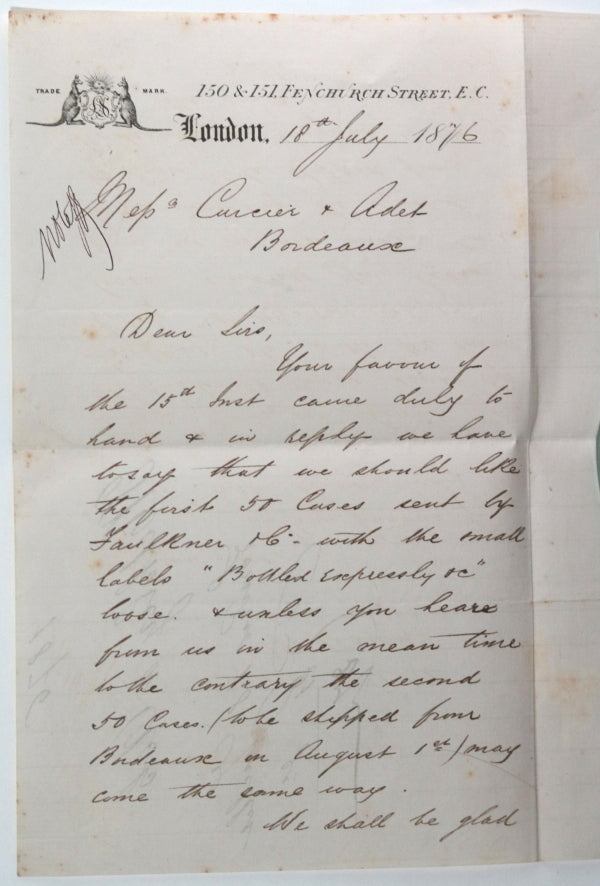 TRADE MARK.
150 & 151, FENCHURCH STREET, E.C.
London, 18th July 1876
Messrs Curcier & Adet
Bordeaux
Dear Sirs,
Your favour of
the 15th Inst came duly to
hand & in reply we have
to say that we should like
the first 50 Cases sent by
Faulkner & Co - with the small
labels "Bottled expressly &c"
loose. & unless you hear
from us in the mean time
to the contrary the second
50 Cases. (to be shipped from
Bordeaux on August 1st) may
come the same way.
We shall be glad